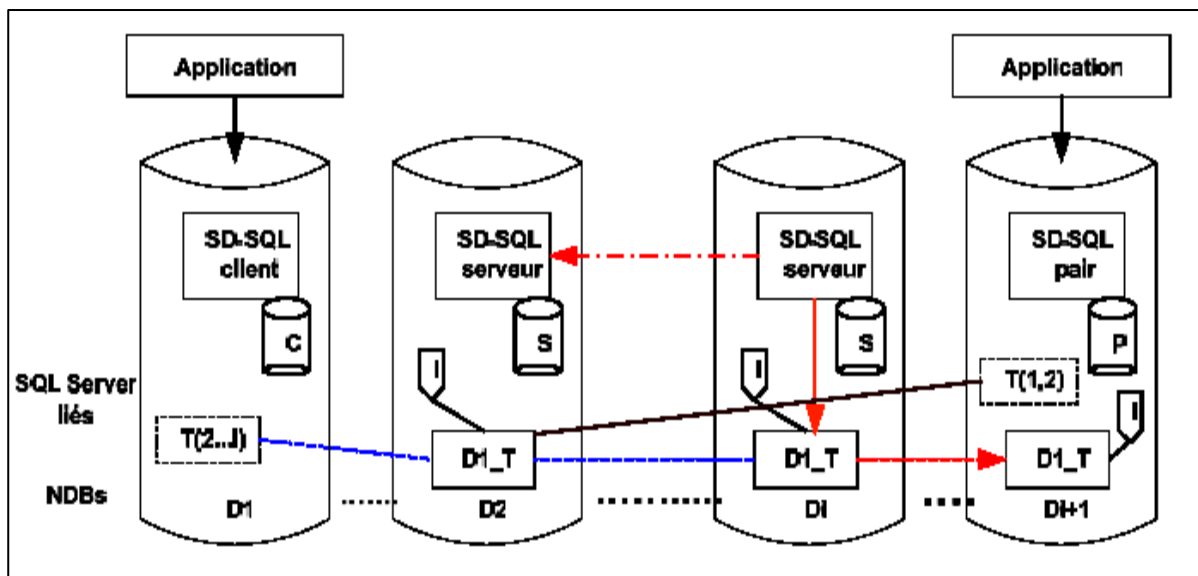 Application
Application
SD-SQL
client
SD-SQL
serveur
SD-SQL
serveur
SD-SQL
pair
C
S
S
P
I
I
I
SQL Server
liés
T(1,2)
T(2...I)
D1_T
D1_T
D1_T
NDBs
D1
D2
Di
Di+1